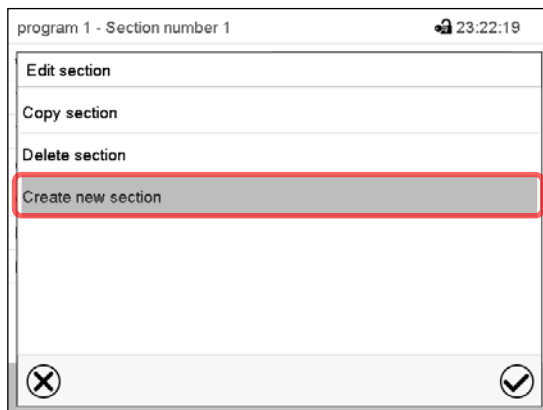 program 1 - Section number 1 23:22:19
Edit section
Copy section
Delete section
Create new section